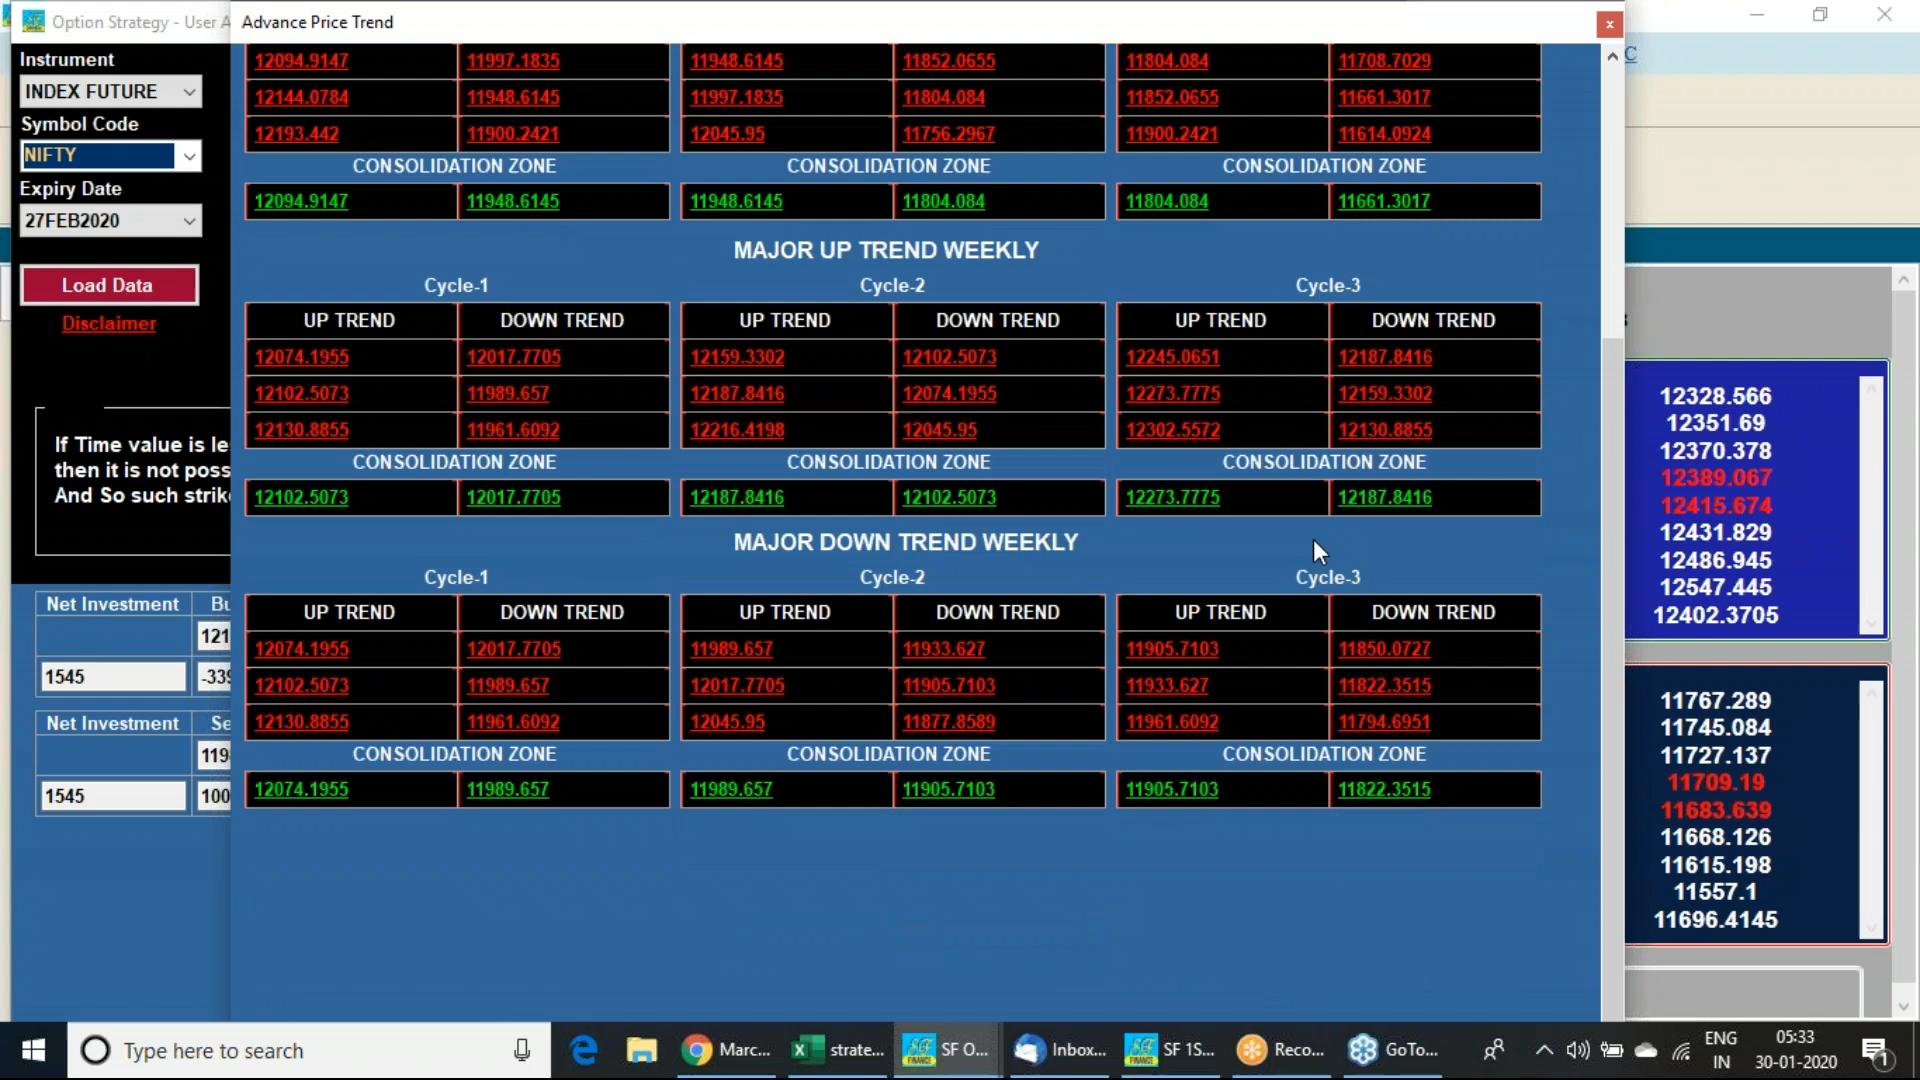 Option Strategy - User A
Advance Price Trend
x
Instrument
INDEX FUTURE
Symbol Code
NIFTY
Expiry Date
27FEB2020
Load Data
Disclaimer
If Time value is le
then it is not poss
And So such strik
Net Investment Bu
121
1545 -339
Net Investment Se
119
1545 100
12094.9147 11997.1835 11948.6145 11852.0655 11804.084 11708.7029
12144.0784 11948.6145 11997.1835 11804.084 11852.0655 11661.3017
12193.442 11900.2421 12045.95 11756.2967 11900.2421 11614.0924
CONSOLIDATION ZONE CONSOLIDATION ZONE CONSOLIDATION ZONE
12094.9147 11948.6145 11948.6145 11804.084 11804.084 11661.3017
MAJOR UP TREND WEEKLY
Cycle-1 Cycle-2 Cycle-3
UP TREND DOWN TREND UP TREND DOWN TREND UP TREND DOWN TREND
12074.1955 12017.7705 12159.3302 12102.5073 12245.0651 12187.8416
12102.5073 11989.657 12187.8416 12074.1955 12273.7775 12159.3302
12130.8855 11961.6092 12216.4198 12045.95 12302.5572 12130.8855
CONSOLIDATION ZONE CONSOLIDATION ZONE CONSOLIDATION ZONE
12102.5073 12017.7705 12187.8416 12102.5073 12273.7775 12187.8416
MAJOR DOWN TREND WEEKLY
Cycle-1 Cycle-2 Cycle-3
UP TREND DOWN TREND UP TREND DOWN TREND UP TREND DOWN TREND
12074.1955 12017.7705 11989.657 11933.627 11905.7103 11850.0727
12102.5073 11989.657 12017.7705 11905.7103 11933.627 11822.3515
12130.8855 11961.6092 12045.95 11877.8589 11961.6092 11794.6951
CONSOLIDATION ZONE CONSOLIDATION ZONE CONSOLIDATION ZONE
12074.1955 11989.657 11989.657 11905.7103 11905.7103 11822.3515
C
12328.566
12351.69
12370.378
12389.067
12415.674
12431.829
12486.945
12547.445
12402.3705
11767.289
11745.084
11727.137
11709.19
11683.639
11668.126
11615.198
11557.1
11696.4145
Type here to search
Marc...
strate...
SF O...
Inbox...
SF 1S...
Reco...
GoTo...
ENG
IN
05:33
30-01-2020
1